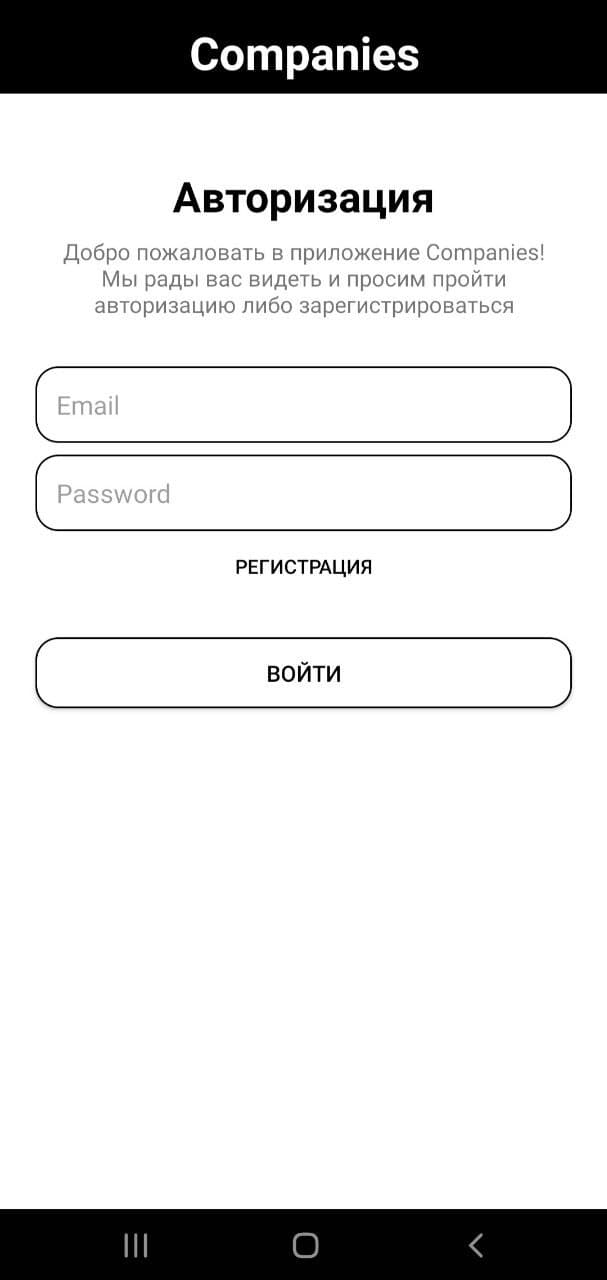 Companies
Авторизация
Добро пожаловать в приложение Companies!
Мы рады вас видеть и просим пройти
авторизацию либо зарегистрироваться
Email
Password
РЕГИСТРАЦИЯ
ВОЙТИ